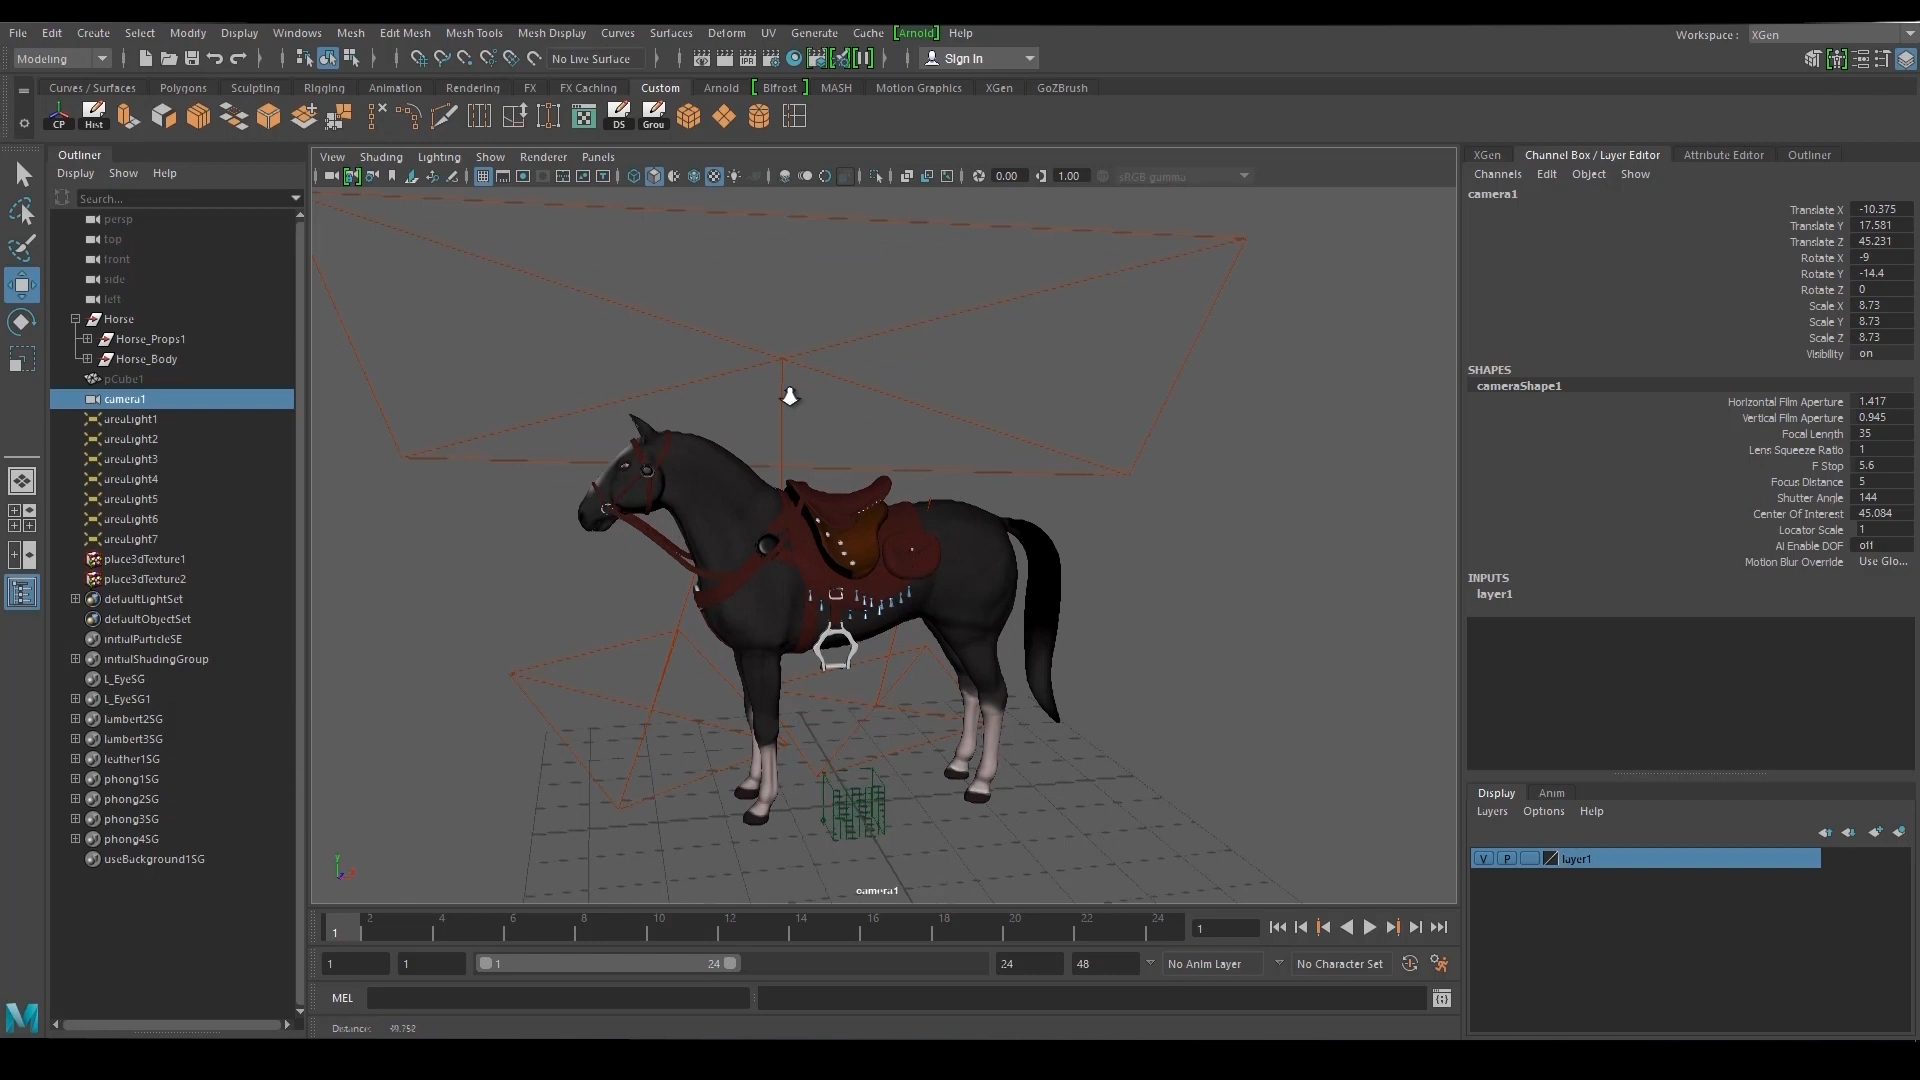 File Edit Create Select Modify Display Windows Mesh Edit Mesh Mesh Tools Mesh Display Curves Surfaces Deform UV Generate Cache [Arnold] Help
Workspace : XGen
Modeling No Live Surface Sign In
Curves / Surfaces Polygons Sculpting Rigging Animation Rendering FX FX Caching Custom Arnold [ Bifrost ] MASH Motion Graphics XGen GoZBrush
CP Hist DS Grou
Outliner
Display Show Help
Search...
persp
top
front
side
left
Horse
Horse_Props1
Horse_Body
pCube1
camera1
areaLight1
areaLight2
areaLight3
areaLight4
areaLight5
areaLight6
areaLight7
place3dTexture1
place3dTexture2
defaultLightSet
defaultObjectSet
initialParticleSE
initialShadingGroup
L_EyeSG
L_EyeSG1
lambert2SG
lambert3SG
leather1SG
phong1SG
phong2SG
phong3SG
phong4SG
useBackground1SG
View Shading Lighting Show Renderer Panels
IPR
0.00 1.00 sRGB gamma
y
camera1
XGen Channel Box / Layer Editor Attribute Editor Outliner
Channels Edit Object Show
camera1
Translate X -10.375
Translate Y 17.581
Translate Z 45.231
Rotate X -9
Rotate Y -14.4
Rotate Z 0
Scale X 8.73
Scale Y 8.73
Scale Z 8.73
Visibility on
SHAPES
cameraShape1
Horizontal Film Aperture 1.417
Vertical Film Aperture 0.945
Focal Length 35
Lens Squeeze Ratio 1
F Stop 5.6
Focus Distance 5
Shutter Angle 144
Center Of Interest 45.084
Locator Scale 1
Ai Enable DOF off
Motion Blur Override Use Glo...
INPUTS
layer1
Display Anim
Layers Options Help
V P layer1
2 4 6 8 10 12 14 16 18 20 22 24
1 1
1 1 1 24 24 48 No Anim Layer No Character Set
MEL
Distance:
M